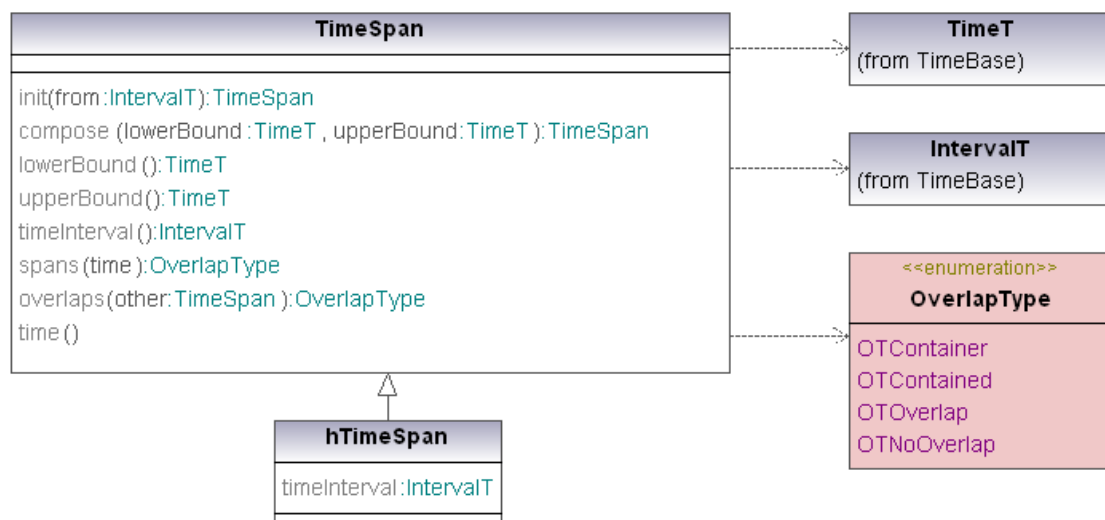 TimeSpan
init(from:IntervalT):TimeSpan
compose (lowerBound:TimeT, upperBound:TimeT):TimeSpan
lowerBound ():TimeT
upperBound():TimeT
timeInterval():IntervalT
spans(time):OverlapType
overlaps(other:TimeSpan):OverlapType
time()
TimeT
(from TimeBase)
IntervalT
(from TimeBase)
<<enumeration>>
OverlapType
OTContainer
OTContained
OTOverlap
OTNoOverlap
hTimeSpan
timeInterval:IntervalT